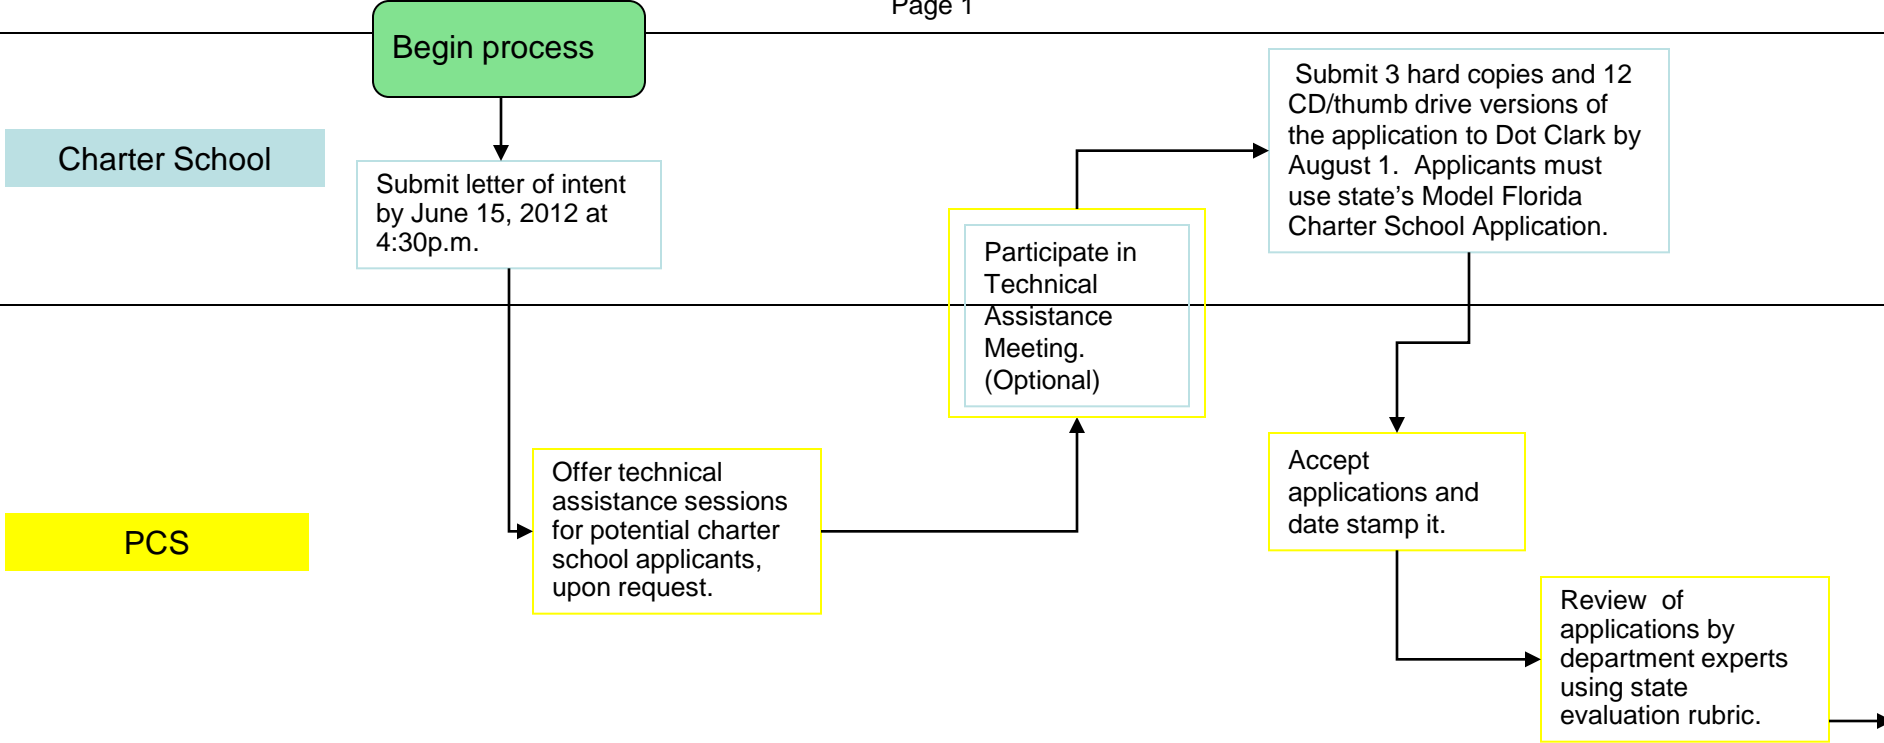 Page 1
Begin process
Charter School
Submit letter of intent
by June 15, 2012 at
4:30p.m.
Offer technical
assistance sessions
for potential charter
school applicants,
upon request.
Participate in
Technical
Assistance
Meeting.
(Optional)
Submit 3 hard copies and 12
CD/thumb drive versions of
the application to Dot Clark by
August 1.  Applicants must
use state’s Model Florida
Charter School Application.
PCS
Accept
applications and
date stamp it.
Review  of
applications by
department experts
using state
evaluation rubric.